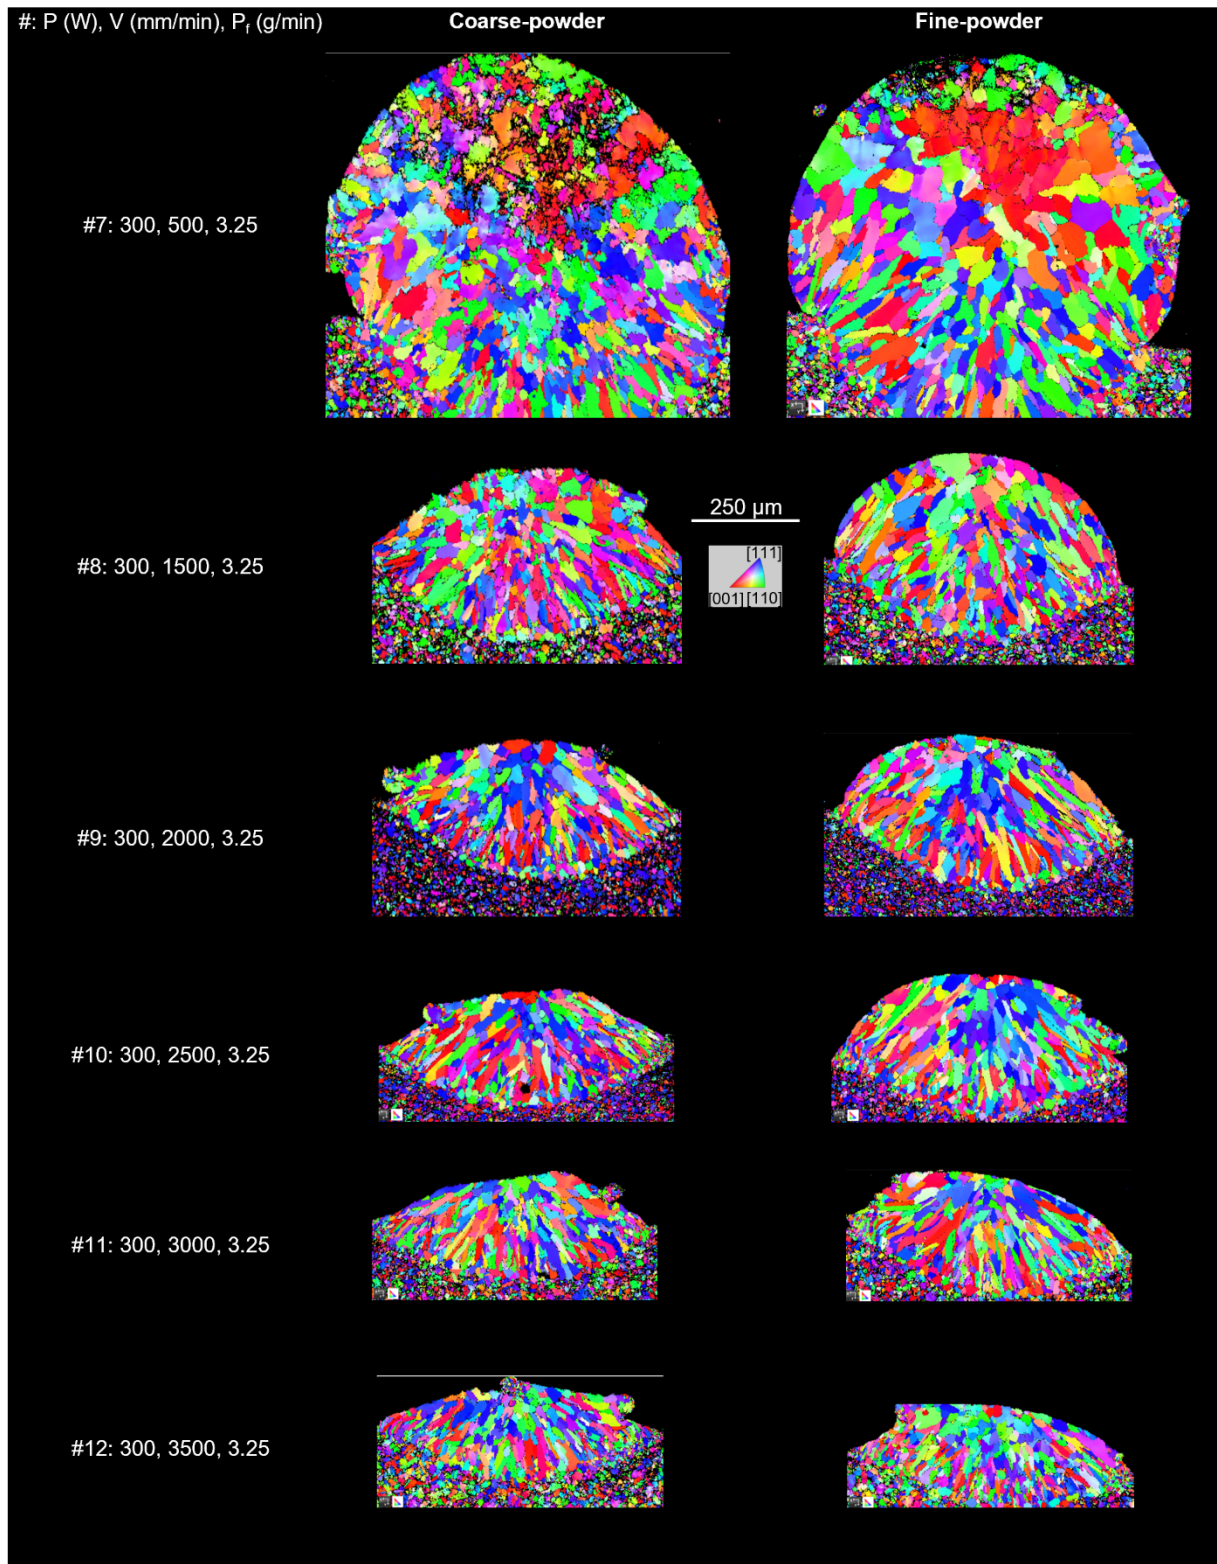 #: P (W), V (mm/min), Pf (g/min) Coarse-powder Fine-powder
#7: 300, 500, 3.25
250 µm
[111]
#8: 300, 1500, 3.25
[001] [110]
#9: 300, 2000, 3.25
#10: 300, 2500, 3.25
#11: 300, 3000, 3.25
#12: 300, 3500, 3.25